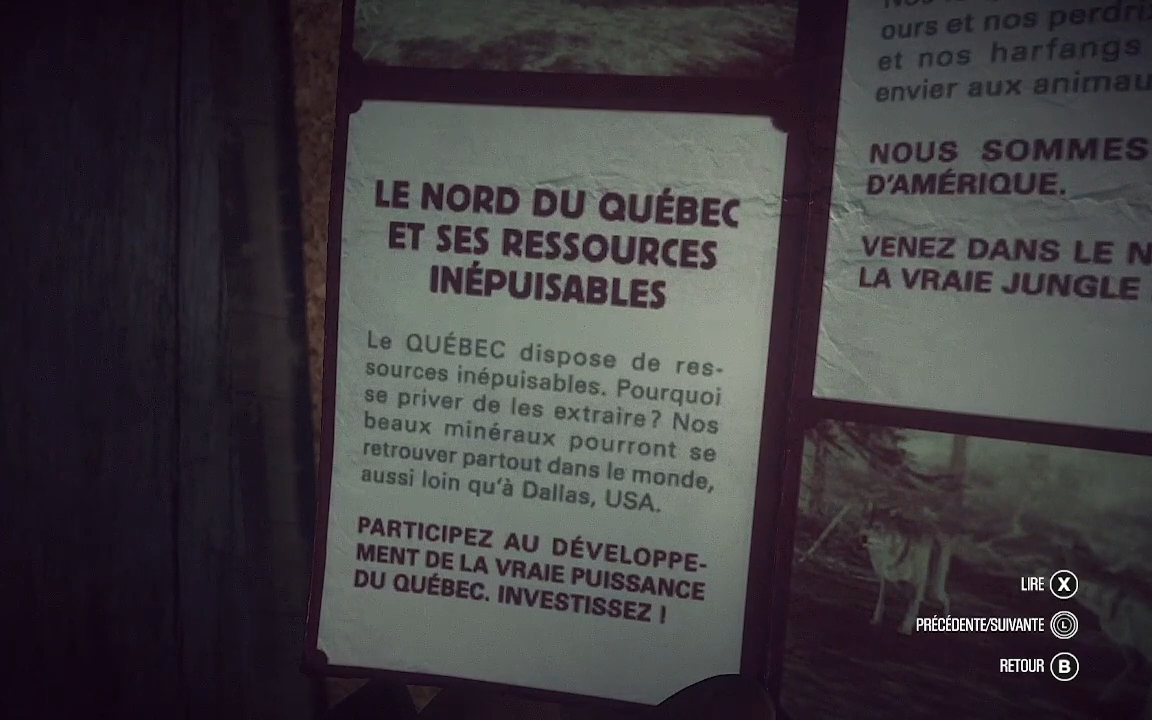 LE NORD DU QUÉBEC
ET SES RESSOURCES
INÉPUISABLES
Le QUÉBEC dispose de res-
sources inépuisables. Pourquoi
se priver de les extraire? Nos
beaux minéraux pourront se
retrouver partout dans le monde,
aussi loin qu'à Dallas, USA.
PARTICIPEZ AU DÉVELOPPE-
MENT DE LA VRAIE PUISSANCE
DU QUÉBEC. INVESTISSEZ !
ours et nos
et nos harfangs
envier aux
NOUS SOMMES
D'AMÉRIQUE.
VENEZ DANS LE
LA VRAIE JUNGLE
LIRE X
PRÉCÉDENTE/SUIVANTE L
RETOUR B